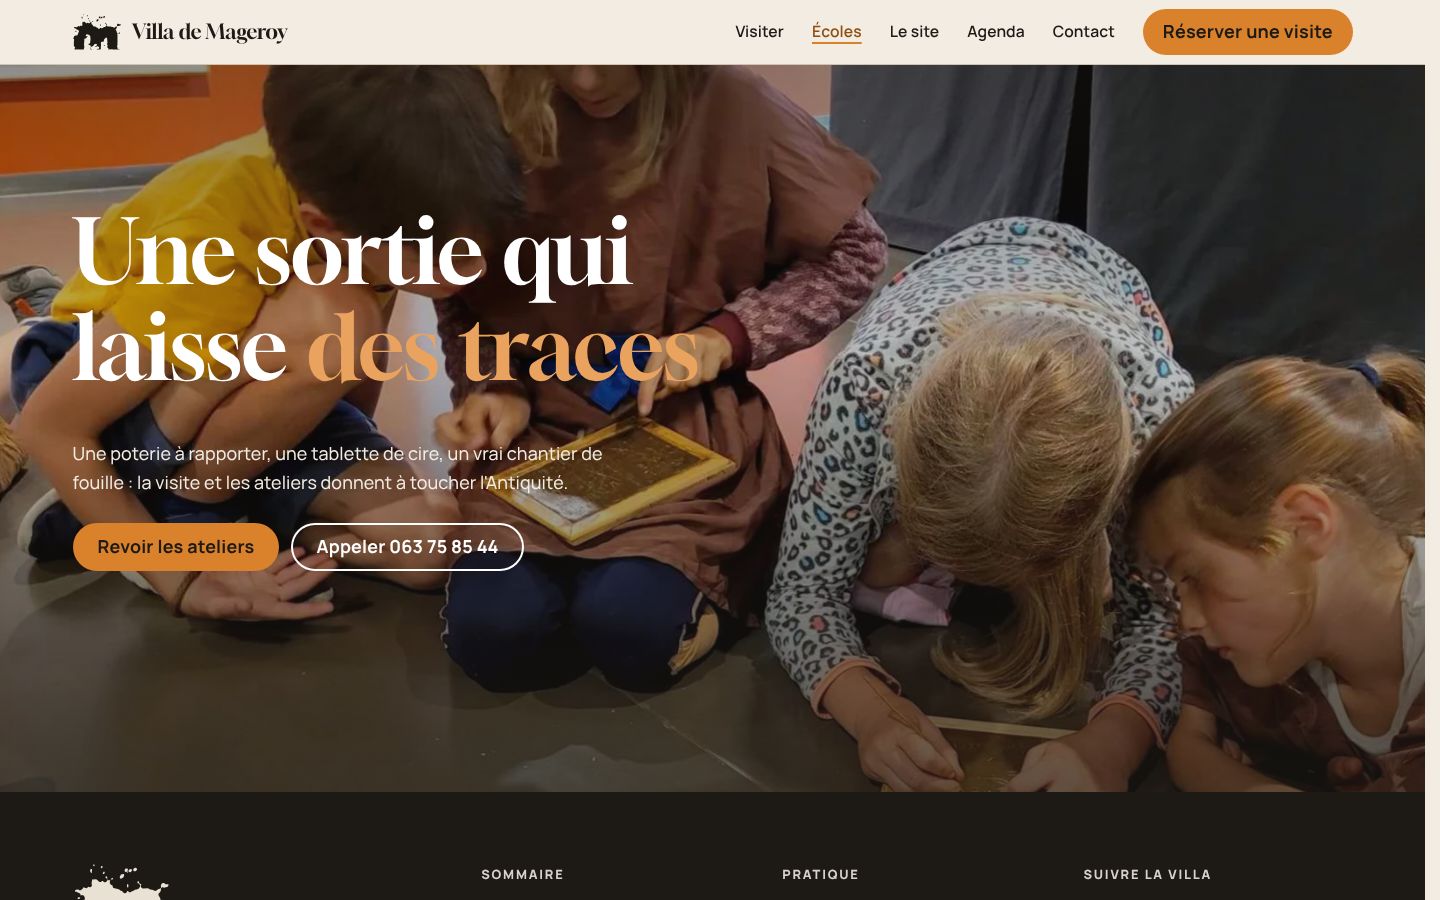 Villa de Mageroy
Visiter
Écoles
Le site
Agenda
Contact
Réserver une visite
Une sortie qui
laisse des traces
Une poterie à rapporter, une tablette de cire, un vrai chantier de
fouille : la visite et les ateliers donnent à toucher l'Antiquité.
Revoir les ateliers
Appeler 063 75 85 44
SOMMAIRE
PRATIQUE
SUIVRE LA VILLA